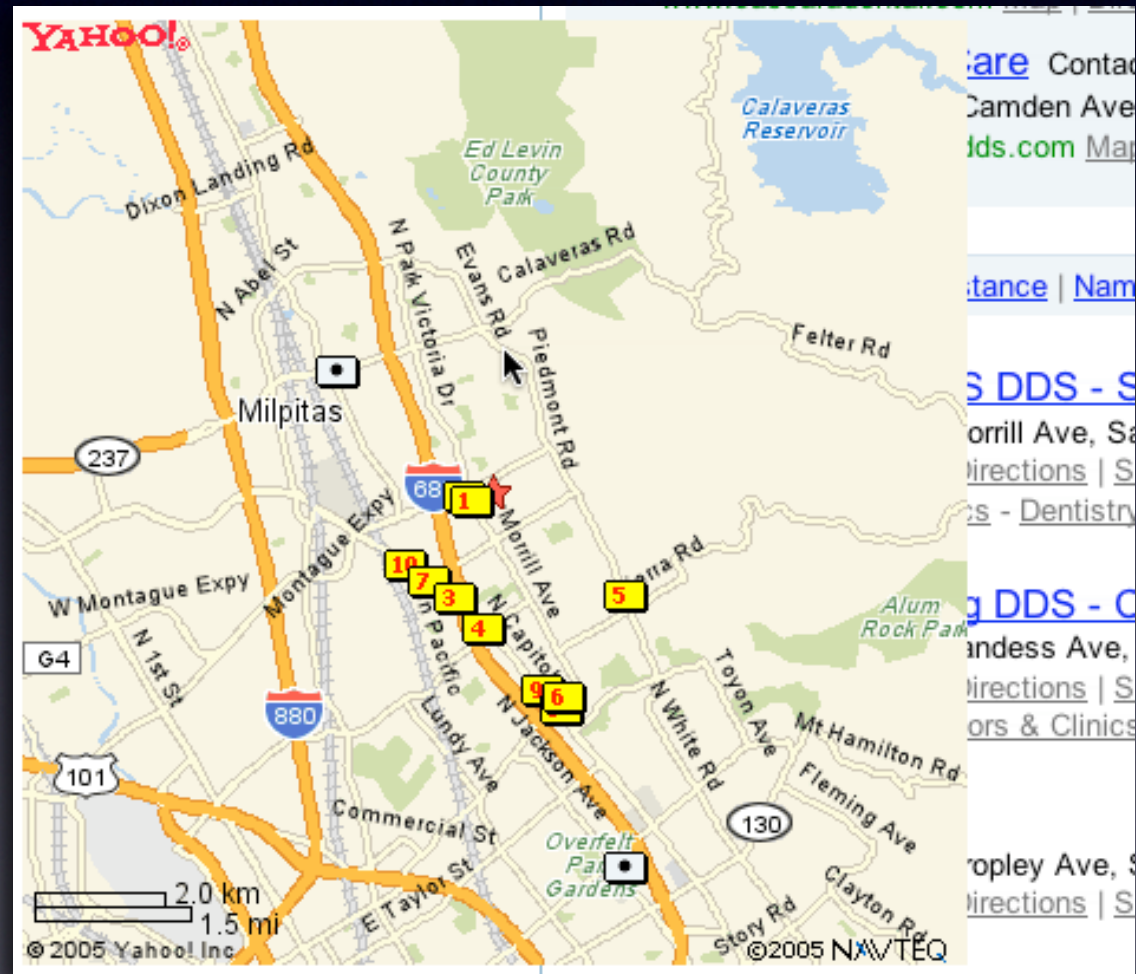 YAHOO!
Calaveras
Reservoir
Ed Levin
County
Park
Dixon Landing Rd
N Abel St
N Park Victoria Dr
Evans Rd
Calaveras Rd
Felter Rd
Piedmont Rd
Milpitas
237
68
1
Morrill Ave
Montague Expy
W Montague Expy
10
7
3
4
5
erra Rd
Alum
Rock Park
N 1st St
G4
n Pacific
N Capitol
9
6
880
Lundy Ave
N Jackson Ave
N White Rd
Toyon Ave
Mt Hamilton Rd
101
Commercial St
Fleming Ave
130
Overfelt
Par
Gardens
E Taylor St
Clayton Rd
Story Rd
2.0 km
1.5 mi
© 2005 Yahoo! Inc
©2005 NAVTEQ
Care Contac
Camden Ave
dds.com Map
stance | Nam
S DDS - S
orrill Ave, Sa
Directions | S
cs - Dentistry
g DDS - C
andess Ave,
Directions | S
ors & Clinics
ropley Ave, S
Directions | S